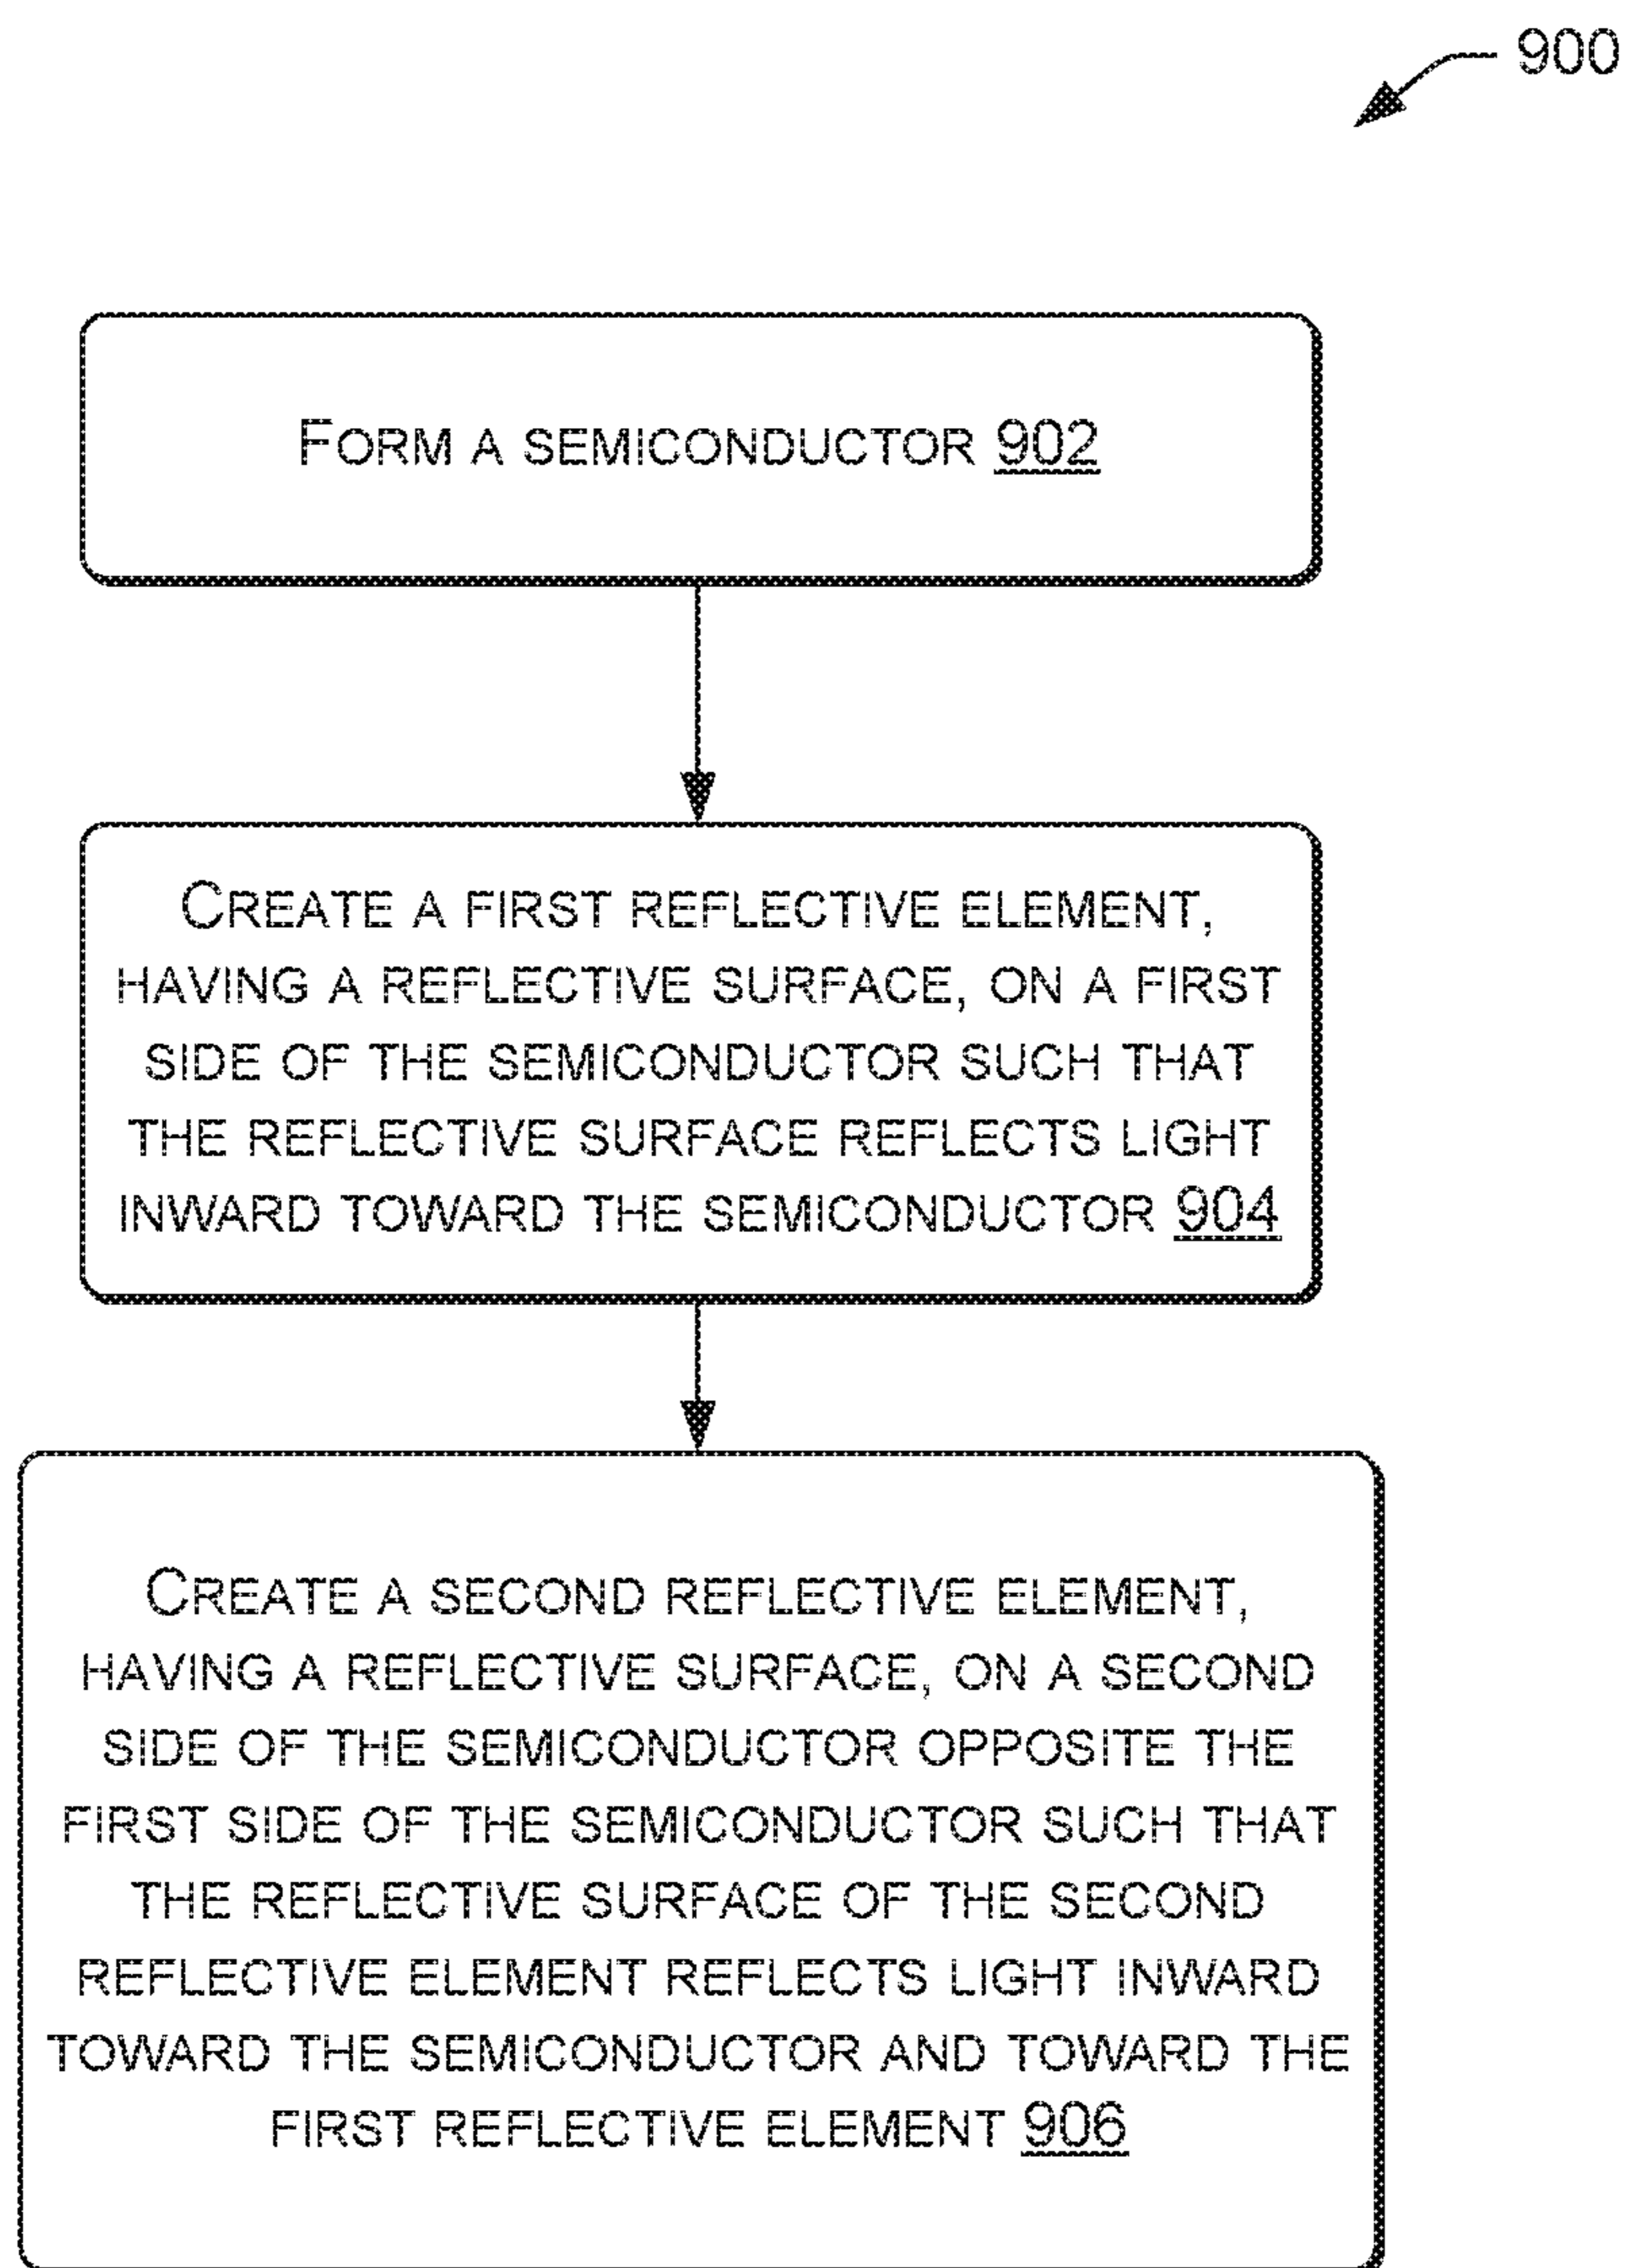 900
FORM A SEMICONDUCTOR 902
CREATE A FIRST REFLECTIVE ELEMENT,
HAVING A REFLECTIVE SURFACE, ON A FIRST
SIDE OF THE SEMICONDUCTOR SUCH THAT
THE REFLECTIVE SURFACE REFLECTS LIGHT
INWARD TOWARD THE SEMICONDUCTOR 904
CREATE A SECOND REFLECTIVE ELEMENT,
HAVING A REFLECTIVE SURFACE, ON A SECOND
SIDE OF THE SEMICONDUCTOR OPPOSITE THE
FIRST SIDE OF THE SEMICONDUCTOR SUCH THAT
THE REFLECTIVE SURFACE OF THE SECOND
REFLECTIVE ELEMENT REFLECTS LIGHT INWARD
TOWARD THE SEMICONDUCTOR AND TOWARD THE
FIRST REFLECTIVE ELEMENT 906